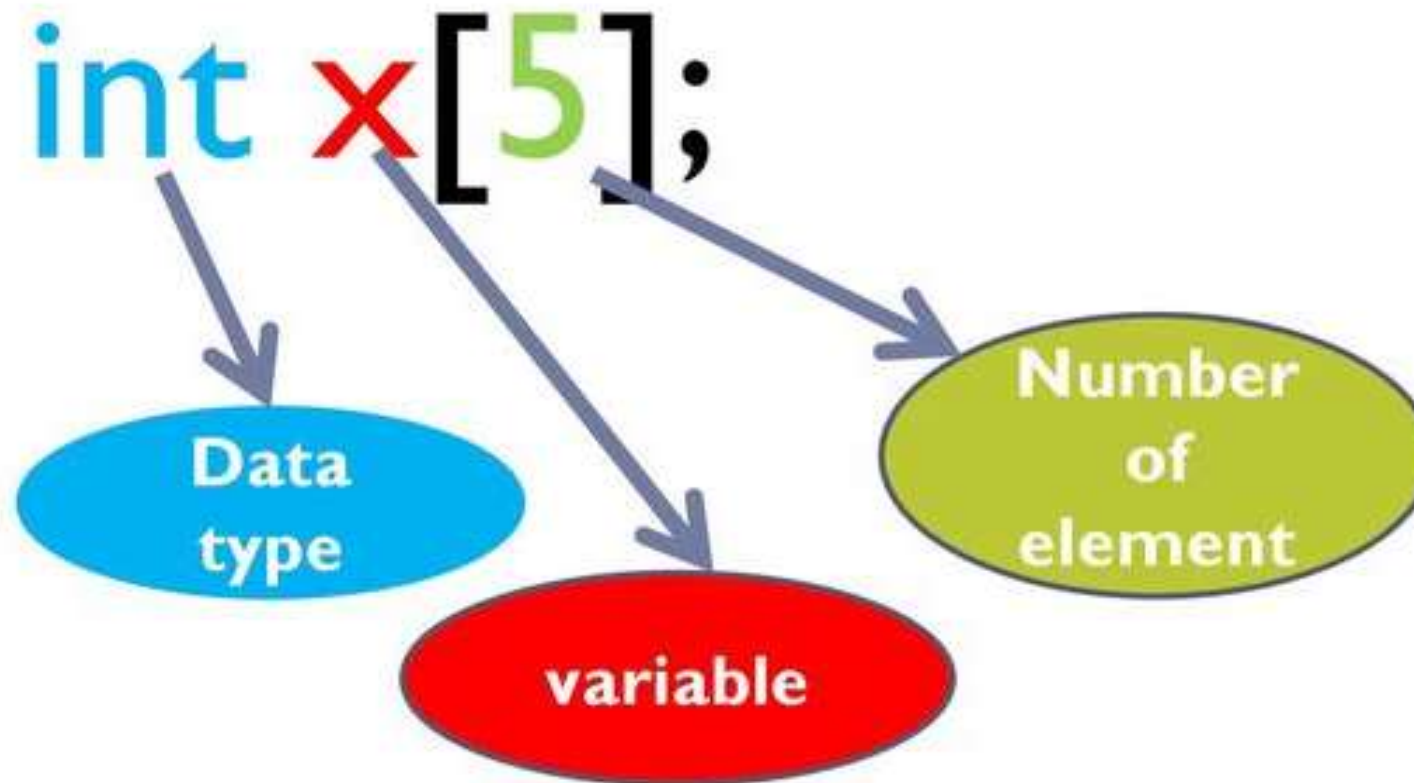 int x[5];
Data
type
variable
Number
of
element